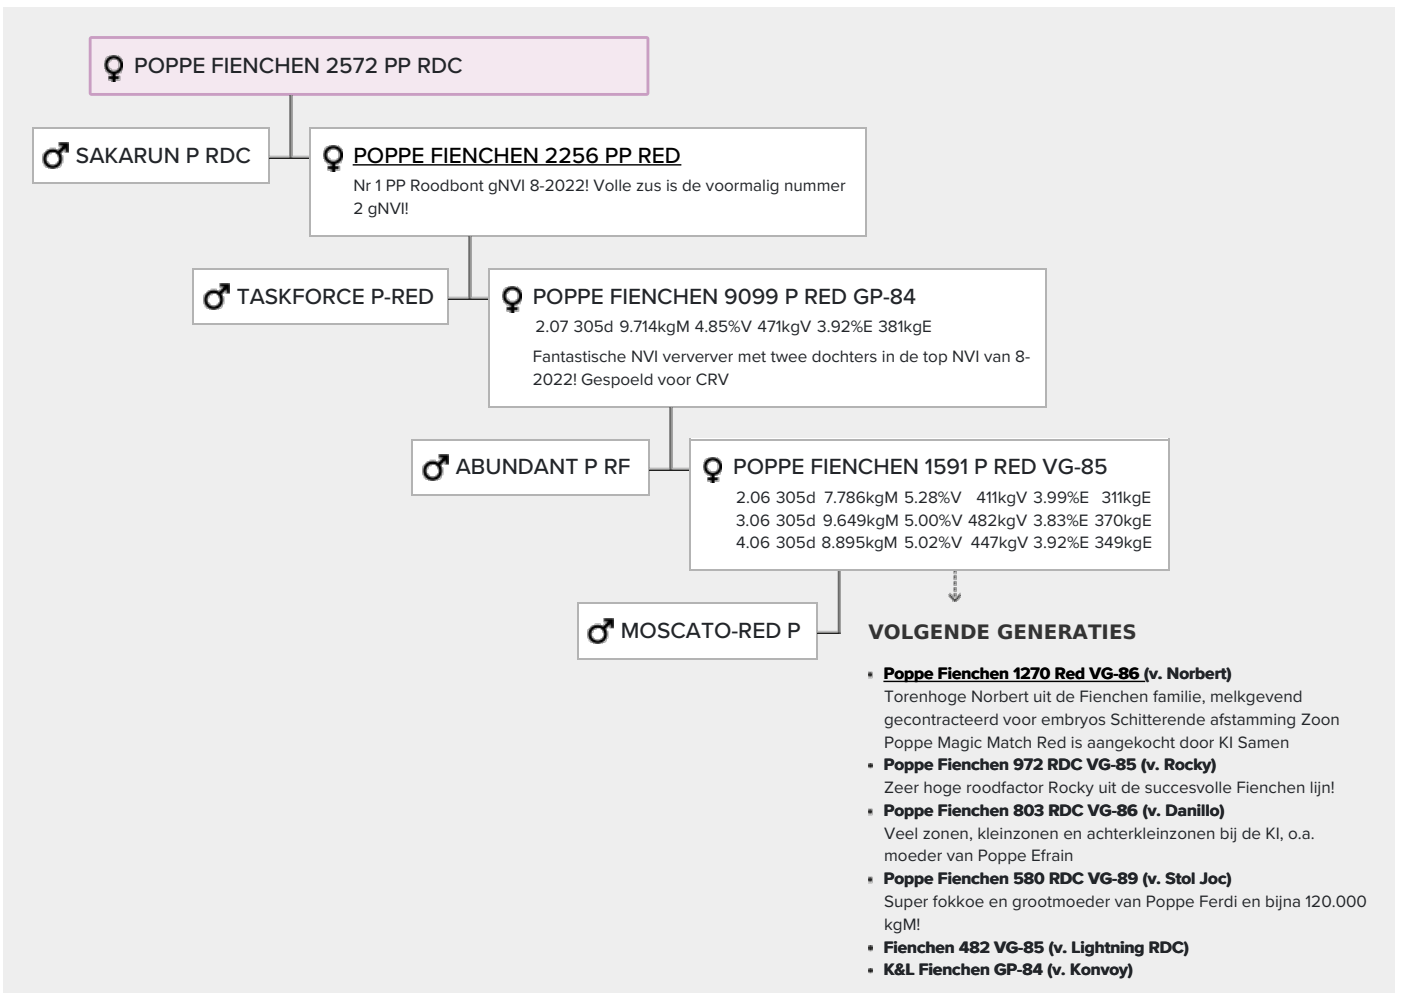 POPPE FIENCHEN 2572 PP RDC
SAKARUN P RDC
POPPE FIENCHEN 2256 PP RED
Nr 1 PP Roodbont gNVI 8-2022! Volle zus is de voormalig nummer
2 gNVI!
TASKFORCE P-RED
POPPE FIENCHEN 9099 P RED GP-84
2.07 305d 9.714kgM 4.85%V 471kgV 3.92%E 381kgE
Fantastische NVI ververver met twee dochters in de top NVI van 8-
2022! Gespoeld voor CRV
ABUNDANT P RF
POPPE FIENCHEN 1591 P RED VG-85
2.06 305d 7.786kgM 5.28%V 411kgV 3.99%E 311kgE
3.06 305d 9.649kgM 5.00%V 482kgV 3.83%E 370kgE
4.06 305d 8.895kgM 5.02%V 447kgV 3.92%E 349kgE
MOSCATO-RED P
VOLGENDE GENERATIES
Poppe Fienchen 1270 Red VG-86 (v. Norbert)
Torenhoge Norbert uit de Fienchen familie, melkgevend
gecontracteerd voor embryos Schitterende afstamming Zoon
Poppe Magic Match Red is aangekocht door KI Samen
Poppe Fienchen 972 RDC VG-85 (v. Rocky)
Zeer hoge roodfactor Rocky uit de succesvolle Fienchen lijn!
Poppe Fienchen 803 RDC VG-86 (v. Danillo)
Veel zonen, kleinzonen en achterkleinzonen bij de KI, o.a.
moeder van Poppe Efrain
Poppe Fienchen 580 RDC VG-89 (v. Stol Joc)
Super fokkoe en grootmoeder van Poppe Ferdi en bijna 120.000
kgM!
Fienchen 482 VG-85 (v. Lightning RDC)
K&L Fienchen GP-84 (v. Konvoy)